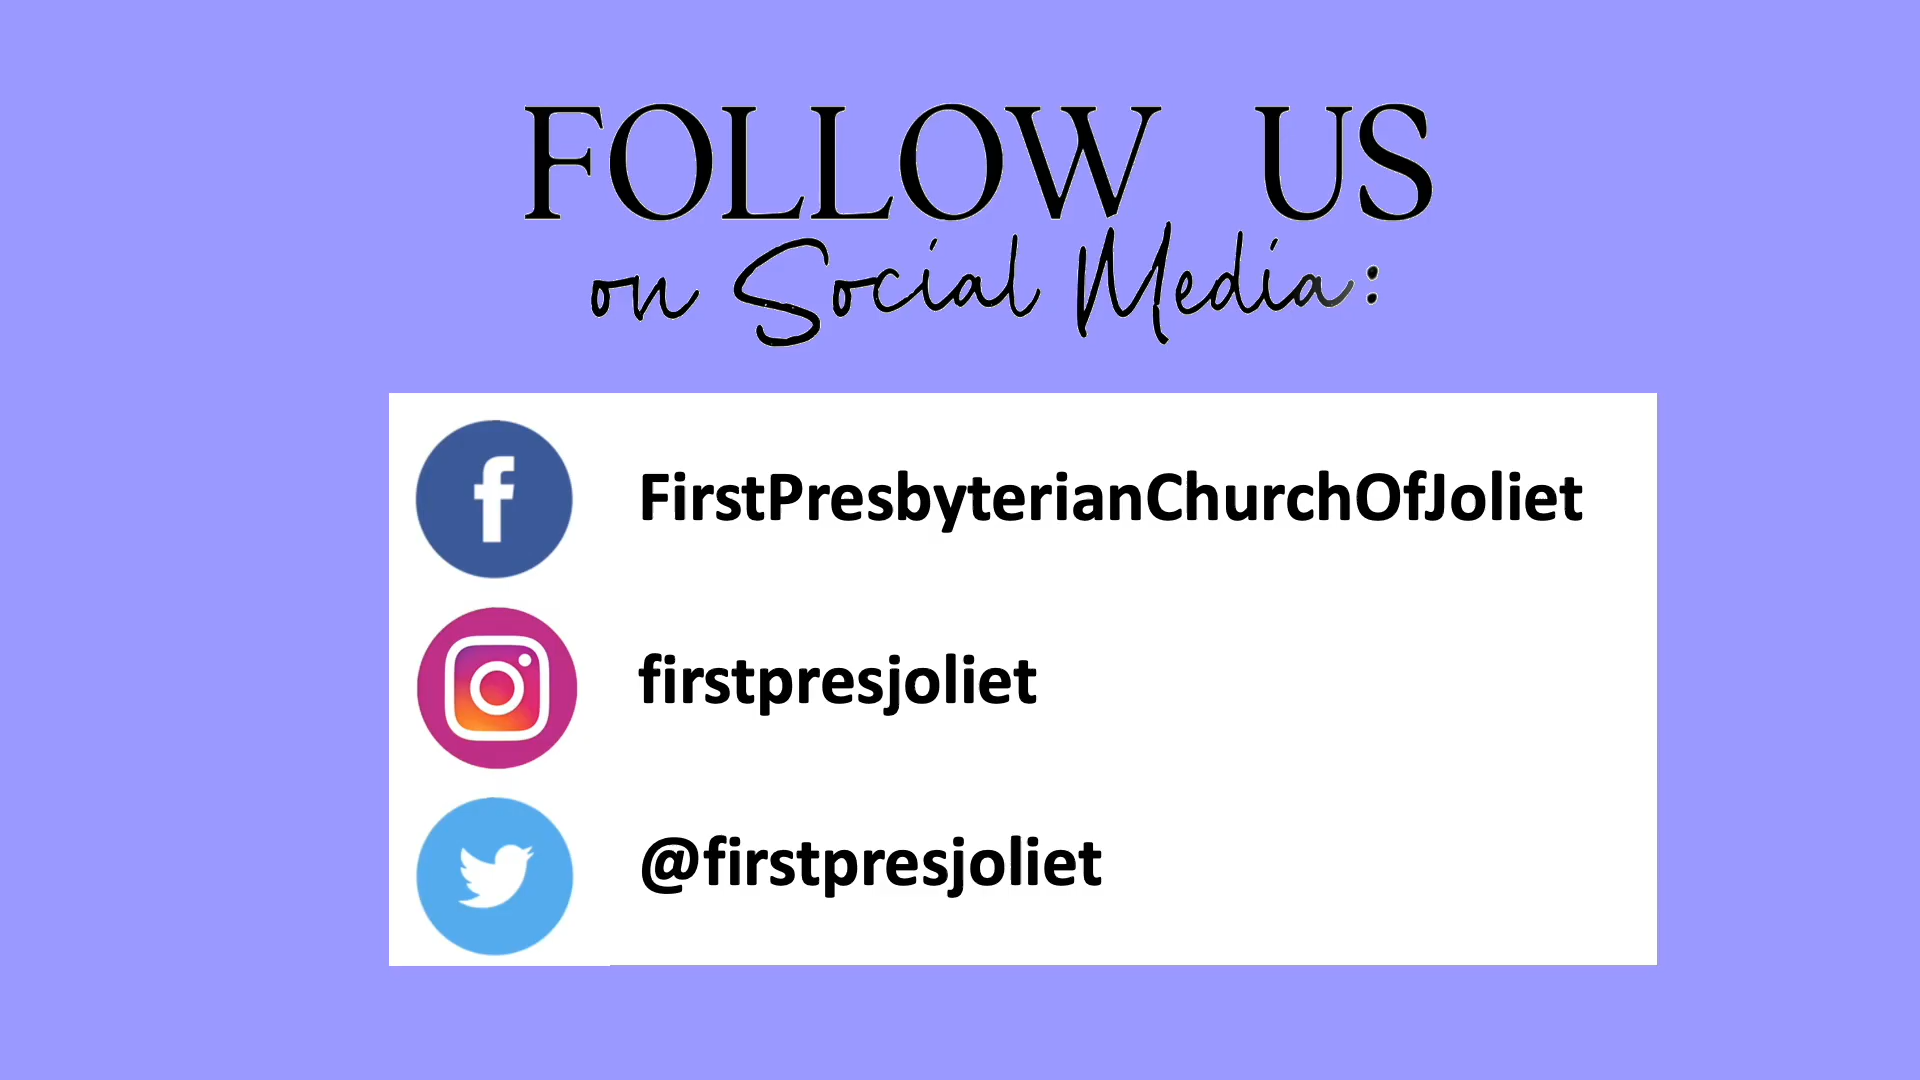 FOLLOW US
on Social Media:
FirstPresbyterianChurchOfJoliet
firstpresjoliet
@firstpresjoliet